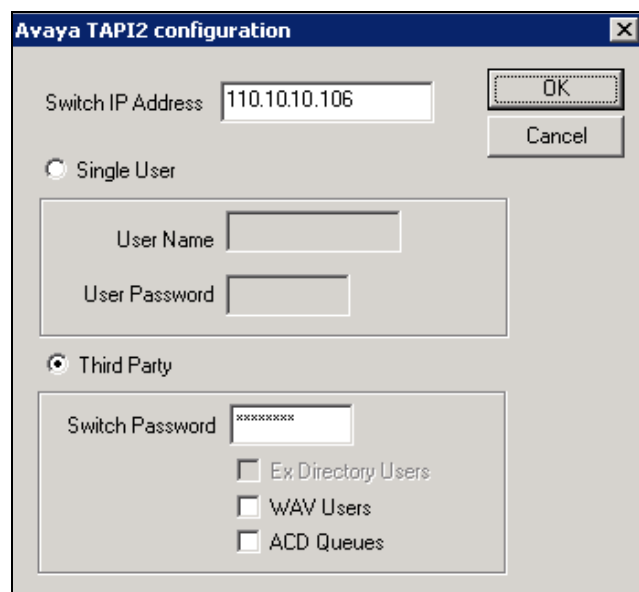 Avaya TAPI2 configuration
Switch IP Address 110.10.10.106
OK
Cancel
Single User
User Name
User Password
Third Party
Switch Password ********
Ex Directory Users
WAV Users
ACD Queues